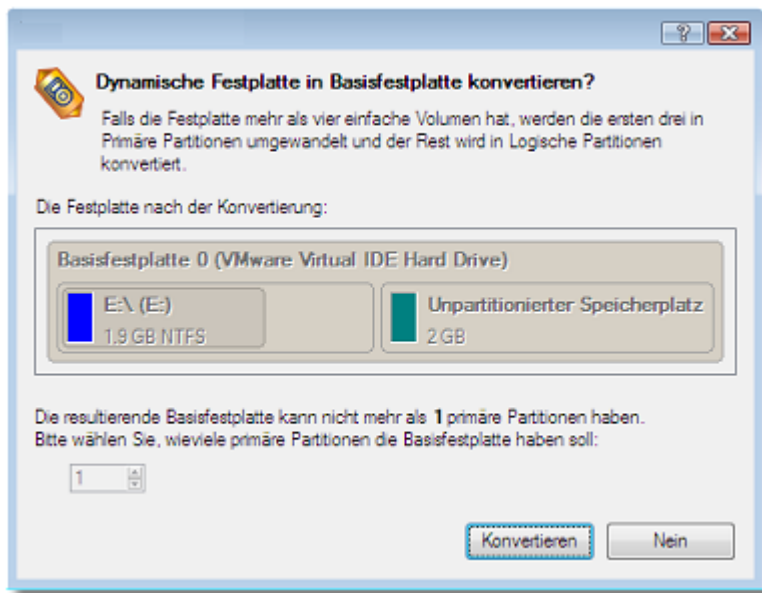 Dynamische Festplatte in Basisfestplatte konvertieren?
Falls die Festplatte mehr als vier einfache Volumen hat, werden die ersten drei in
Primäre Partitionen umgewandelt und der Rest wird in Logische Partitionen
konvertiert.
Die Festplatte nach der Konvertierung:
Basisfestplatte 0 (VMware Virtual IDE Hard Drive)
E:\ (E:)
1.9 GB NTFS
Unpartitionierter Speicherplatz
2 GB
Die resultierende Basisfestplatte kann nicht mehr als 1 primäre Partitionen haben.
Bitte wählen Sie, wieviele primäre Partitionen die Basisfestplatte haben soll:
1
Konvertieren
Nein